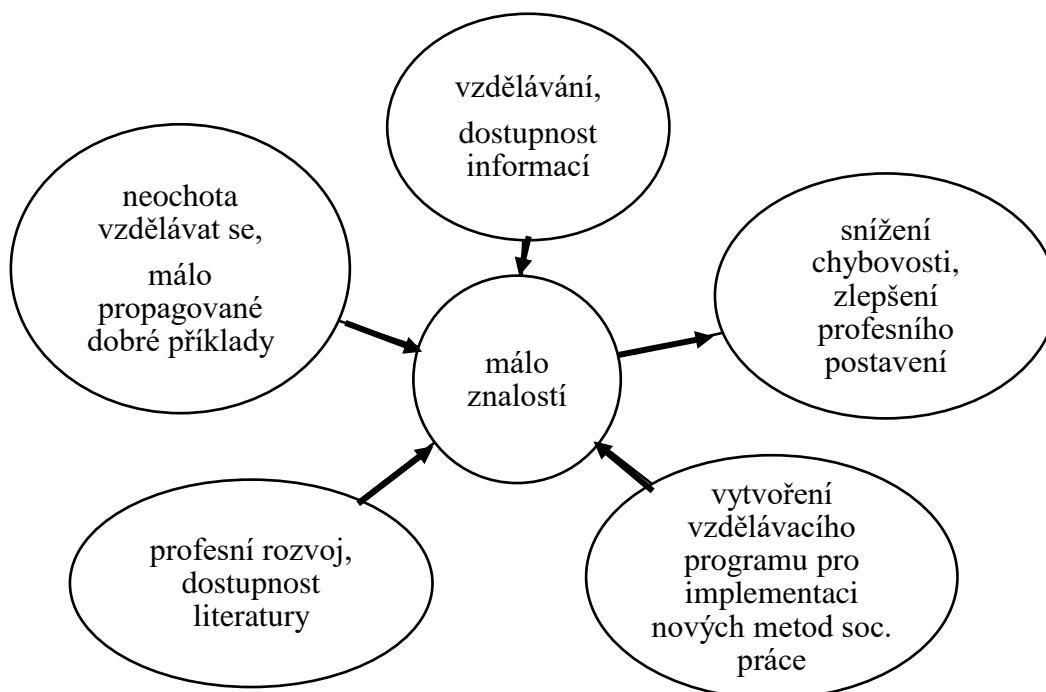 vzdělávání,
dostupnost
informací
neochota
vzdělávat se,
málo
propagované
dobré příklady
snížení
chybovosti,
zlepšení
profesního
postavení
málo
znalostí
profesní rozvoj,
dostupnost
literatury
vytvoření
vzdělávacího
programu pro
implementaci
nových metod soc.
práce